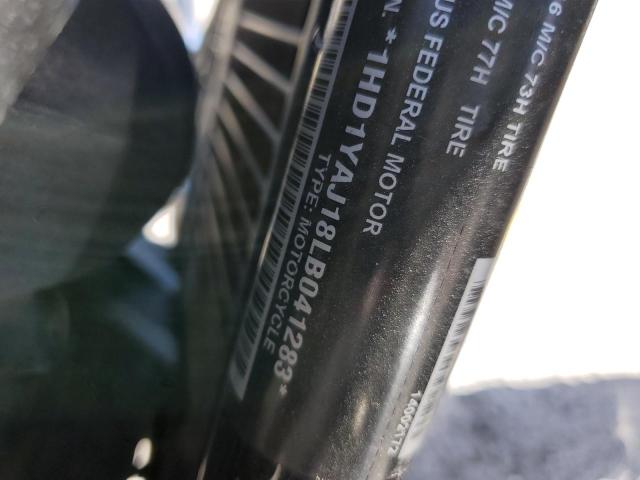 6 M/C 73H TIRE
M/C 77H TIRE
US FEDERAL MOTOR
N. *1HD1YAJ18LB041283*
TYPE: MOTORCYCLE